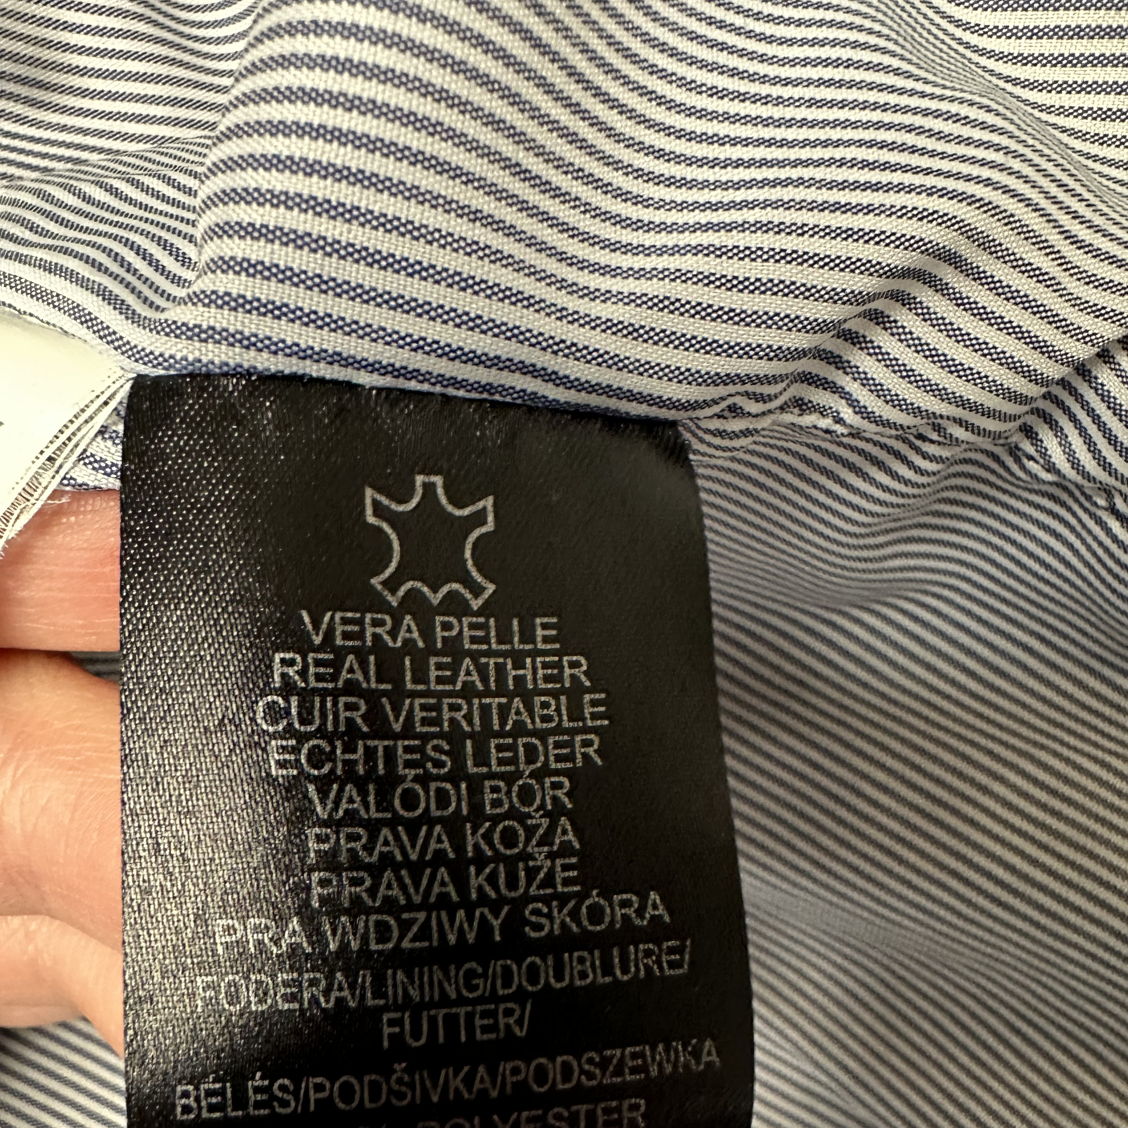 VERA PELLE
REAL LEATHER
CUIR VERITABLE
ECHTES LEDER
VALÓDI BŐR
PRAVA KOŽA
PRAVA KUŽE
PRA WDZIWY SKÓRA
FODERA/LINING/DOUBLURE/
FUTTER/
BÉLÉS/PODŠIVKA/PODSZEWKA
% POLYESTER